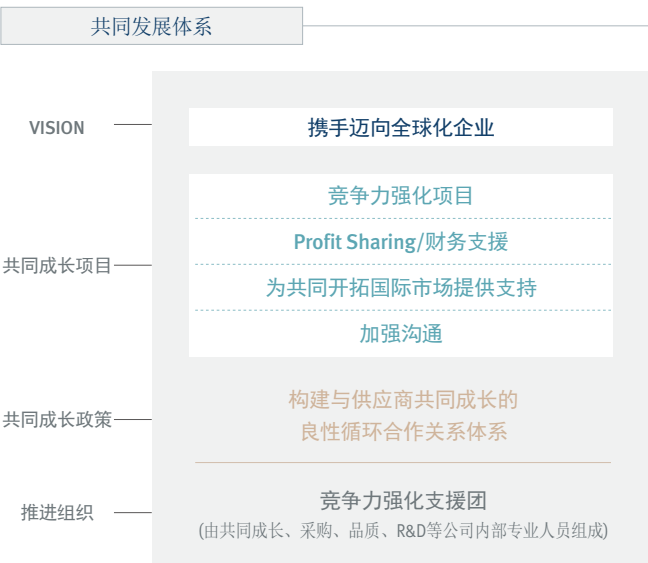 共同发展体系
VISION
携手迈向全球化企业
共同成长项目
竞争力强化项目
Profit Sharing/财务支援
为共同开拓国际市场提供支持
加强沟通
共同成长政策
构建与供应商共同成长的
良性循环合作关系体系
推进组织
竞争力强化支援团
(由共同成长、采购、品质、R&D等公司内部专业人员组成)